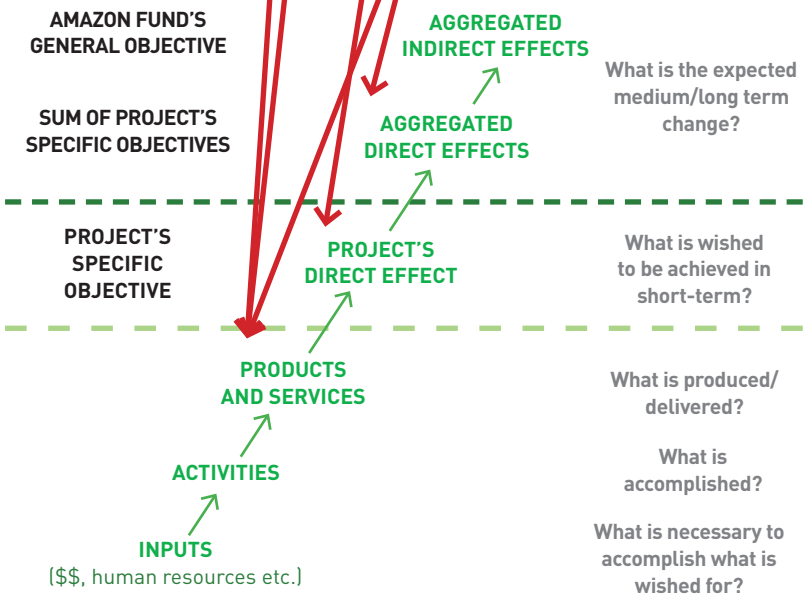 AMAZON FUND'S
GENERAL OBJECTIVE
AGGREGATED
INDIRECT EFFECTS
What is the expected
medium/long term
change?
SUM OF PROJECT'S
SPECIFIC OBJECTIVES
AGGREGATED
DIRECT EFFECTS
PROJECT'S
SPECIFIC
OBJECTIVE
PROJECT'S
DIRECT EFFECT
What is wished
to be achieved in
short-term?
PRODUCTS
AND SERVICES
What is produced/
delivered?
ACTIVITIES
What is
accomplished?
INPUTS
($$, human resources etc.)
What is necessary to
accomplish what is
wished for?